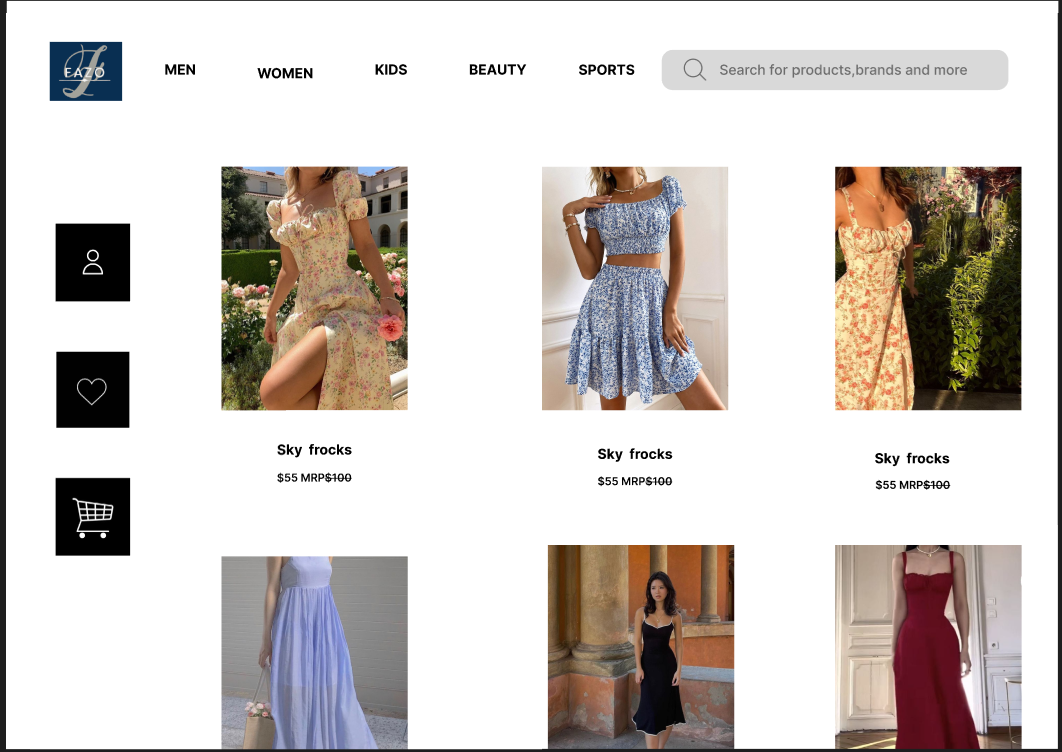 EAZO
MEN WOMEN KIDS BEAUTY SPORTS Search for products,brands and more
Sky frocks
$55 MRP$100
Sky frocks
$55 MRP$100
Sky frocks
$55 MRP$100